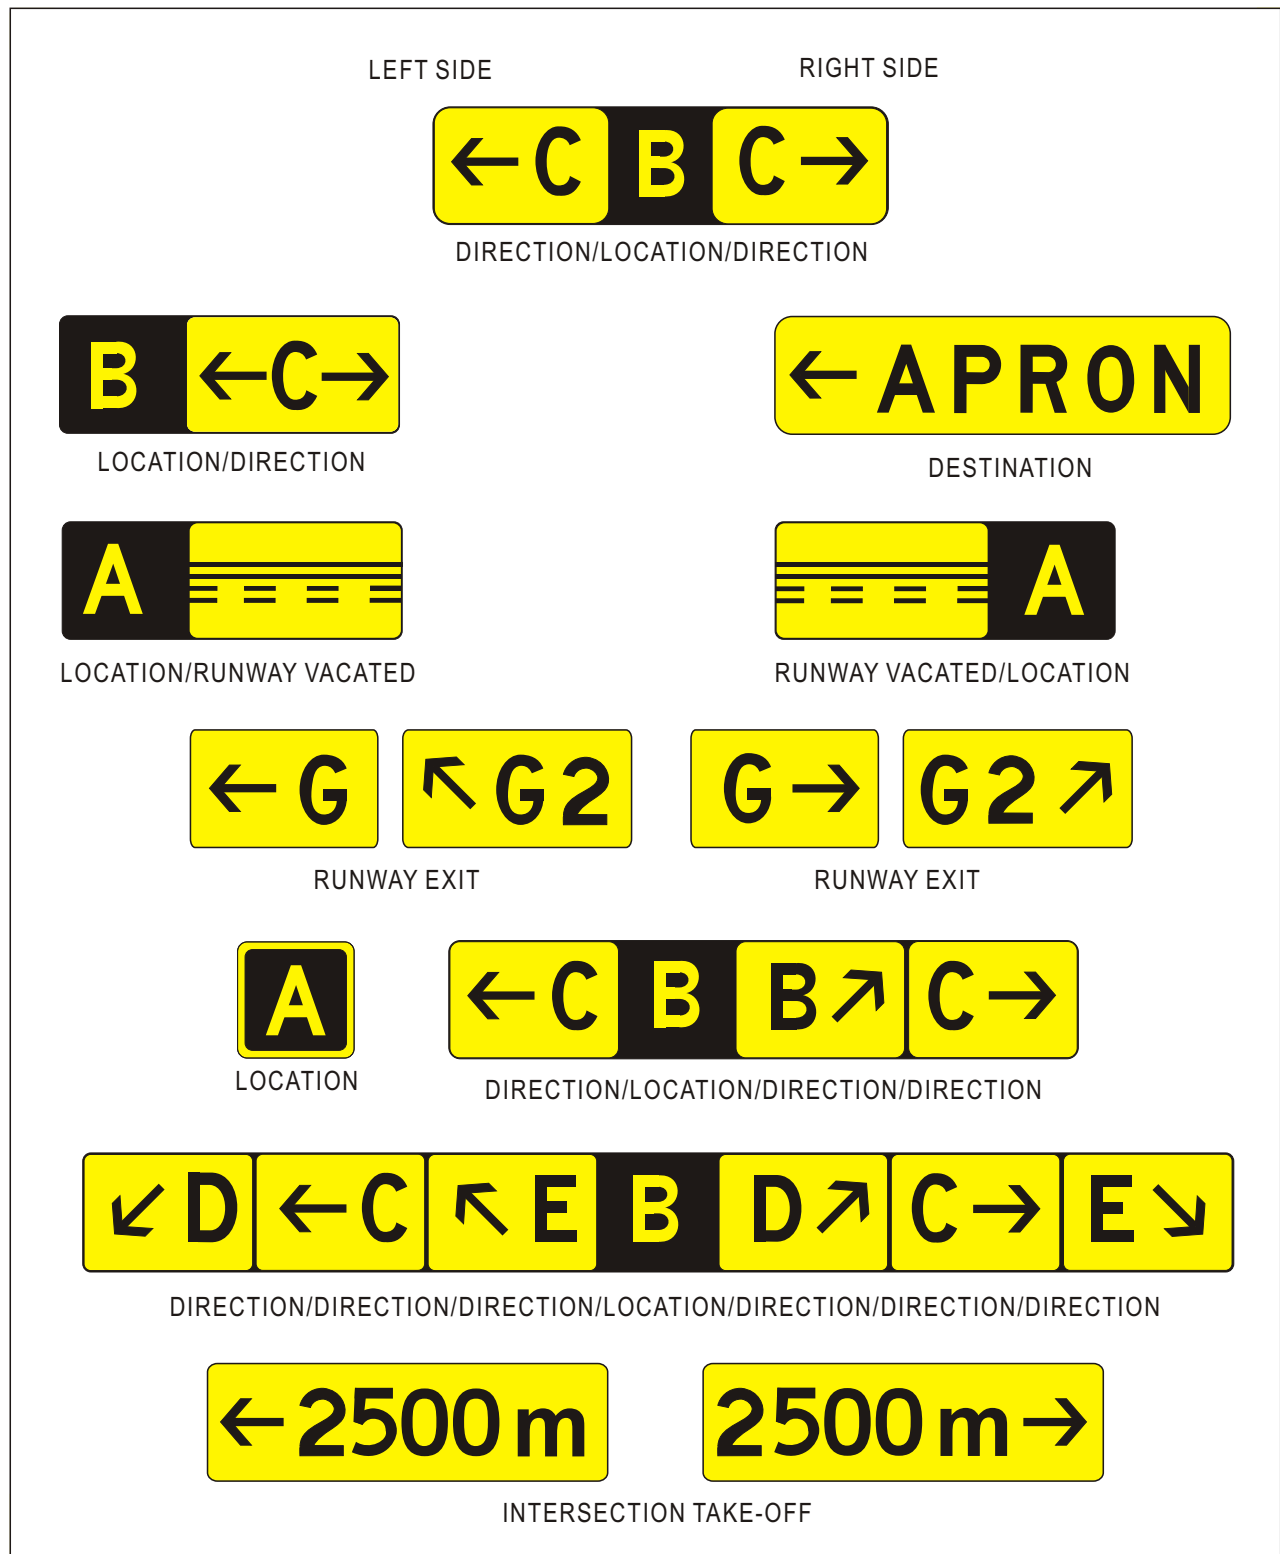 LEFT SIDE RIGHT SIDE
←C B C→
DIRECTION/LOCATION/DIRECTION
B ←C→ ←APRON
LOCATION/DIRECTION DESTINATION
A A
LOCATION/RUNWAY VACATED RUNWAY VACATED/LOCATION
←G ↖G2 G→ G2↗
RUNWAY EXIT RUNWAY EXIT
A ←C B B↗ C→
LOCATION DIRECTION/LOCATION/DIRECTION/DIRECTION
↙D ←C ↖E B D↗ C→ E↘
DIRECTION/DIRECTION/DIRECTION/LOCATION/DIRECTION/DIRECTION/DIRECTION
←2500m 2500m→
INTERSECTION TAKE-OFF